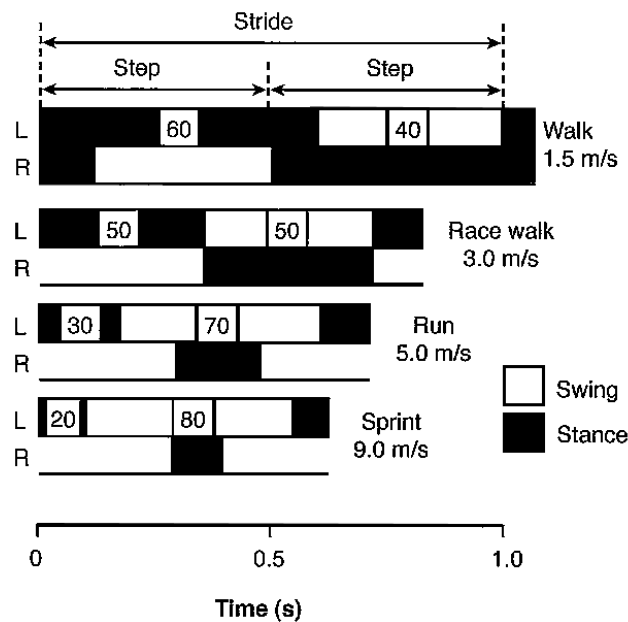 Stride
Step Step
L 60 40 Walk
R 1.5 m/s
L 50 50 Race walk
R 3.0 m/s
L 30 70 Run
R 5.0 m/s
L 20 80 Sprint
R 9.0 m/s
Swing
Stance
0 0.5 1.0
Time (s)